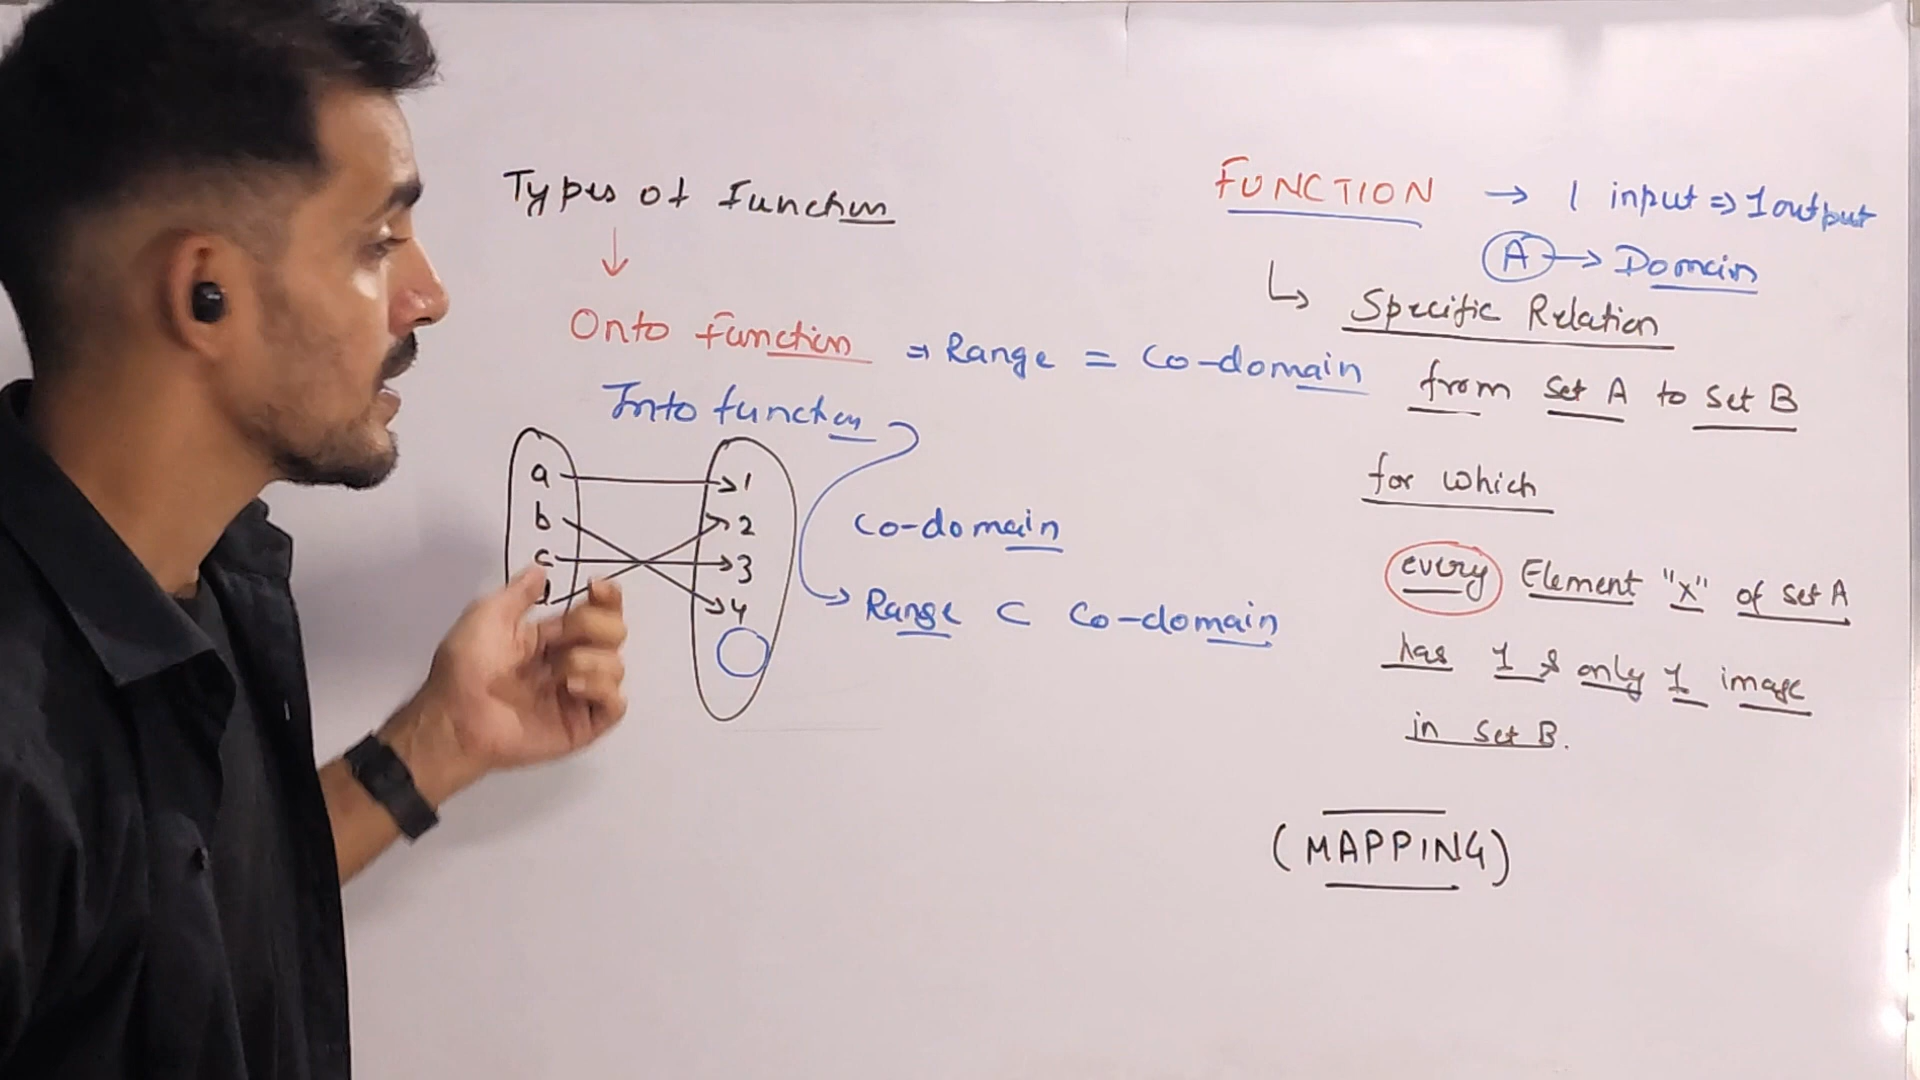 Types of Function
↓
Onto Function ⇒ Range = Co-domain
Into function
a → 1
b 2
c → 3
d 4
Co-domain
Range ⊂ Co-domain
FUNCTION → 1 input ⇒ 1 output
A → Domain
↳ Specific Relation
from Set A to Set B
for which
every Element "x" of Set A
has 1 & only 1 image
in Set B.
(MAPPING)